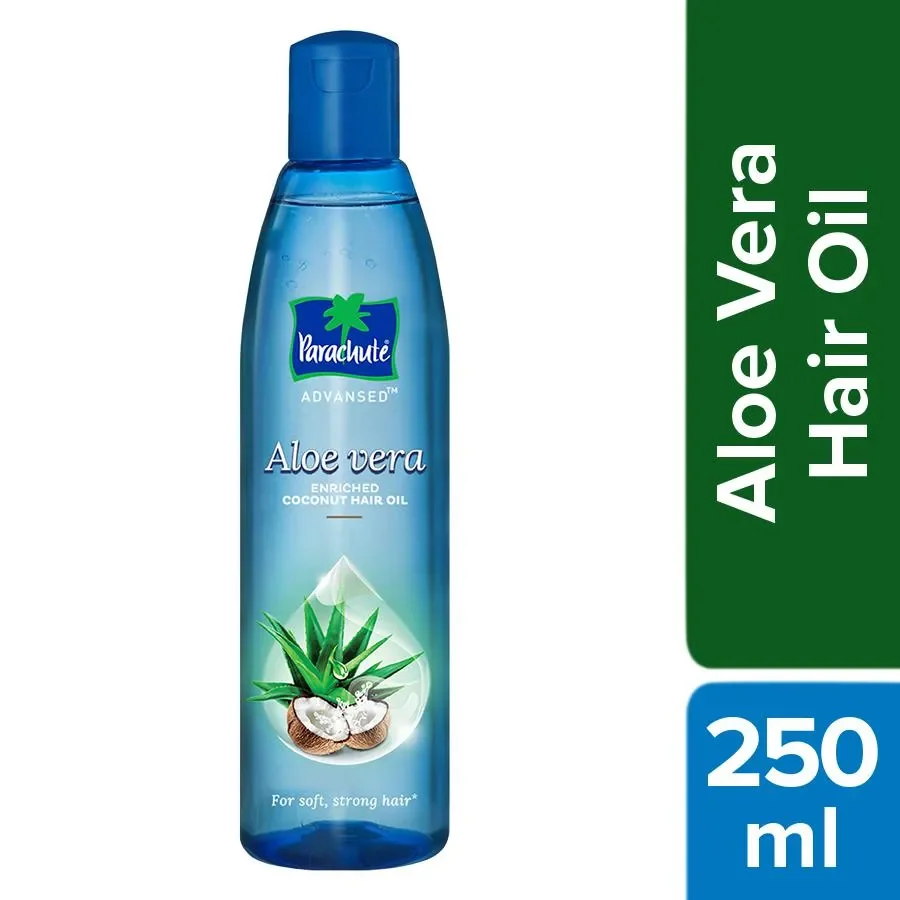 Parachute®
ADVANSED™
Aloe vera
ENRICHED
COCONUT HAIR OIL
For soft, strong hair*
Aloe Vera
Hair Oil
250
ml